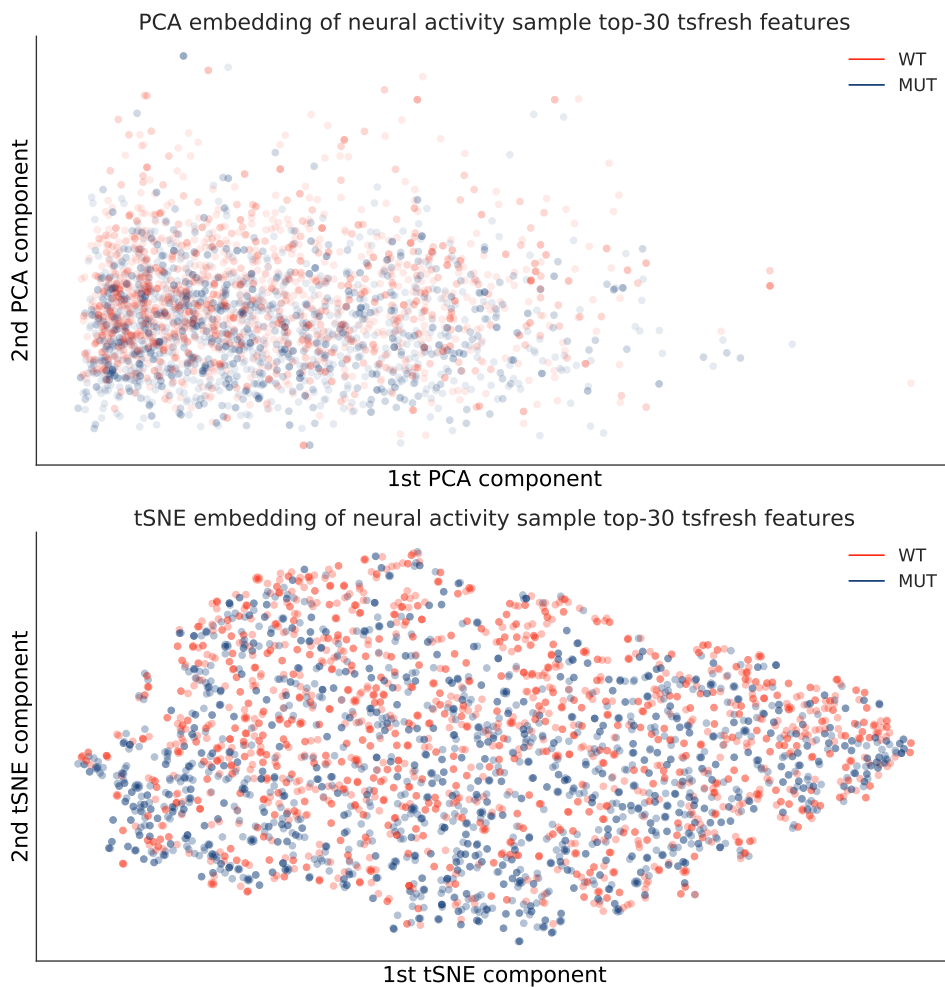 PCA embedding of neural activity sample top-30 tsfresh features
WT
MUT
2nd PCA component
1st PCA component
tSNE embedding of neural activity sample top-30 tsfresh features
WT
MUT
2nd tSNE component
1st tSNE component